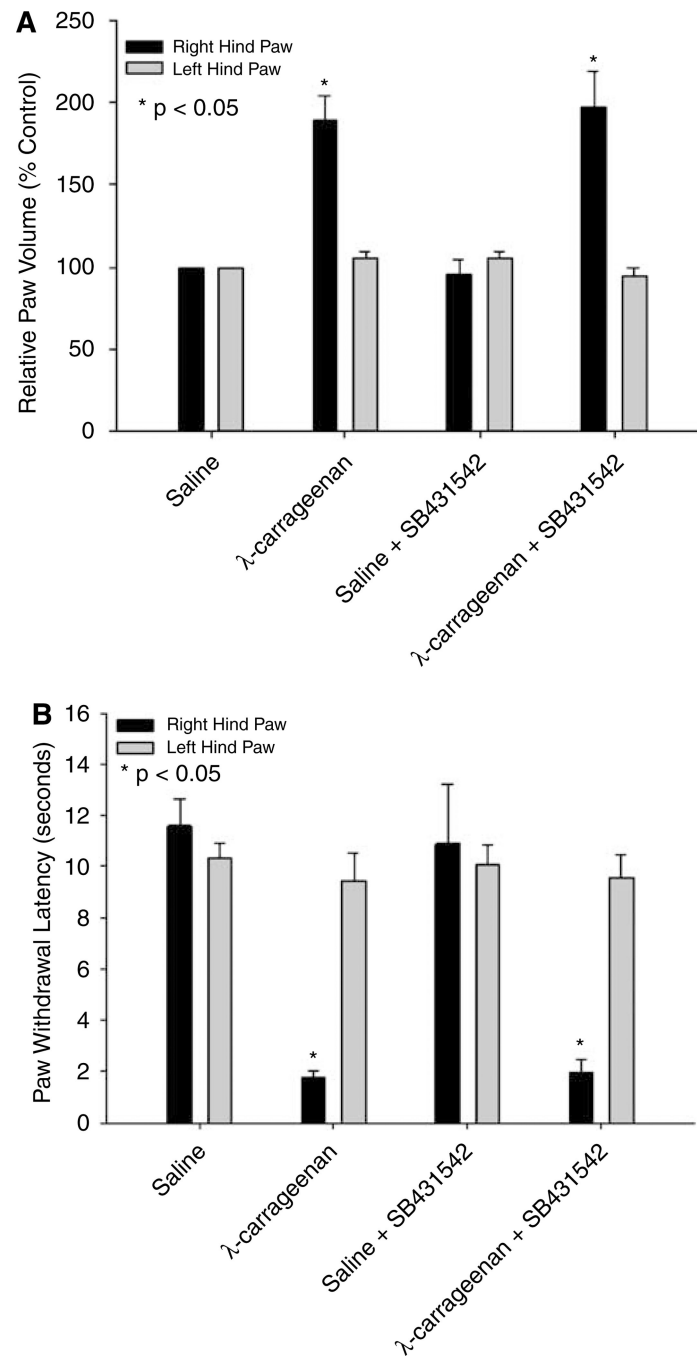 A
250
200
150
100
50
0
Relative Paw Volume (% Control)
Right Hind Paw
Left Hind Paw
* p < 0.05
*
*
Saline
λ-carrageenan
Saline + SB431542
λ-carrageenan + SB431542
B
16
14
12
10
8
6
4
2
0
Paw Withdrawal Latency (seconds)
Right Hind Paw
Left Hind Paw
* p < 0.05
*
*
Saline
λ-carrageenan
Saline + SB431542
λ-carrageenan + SB431542